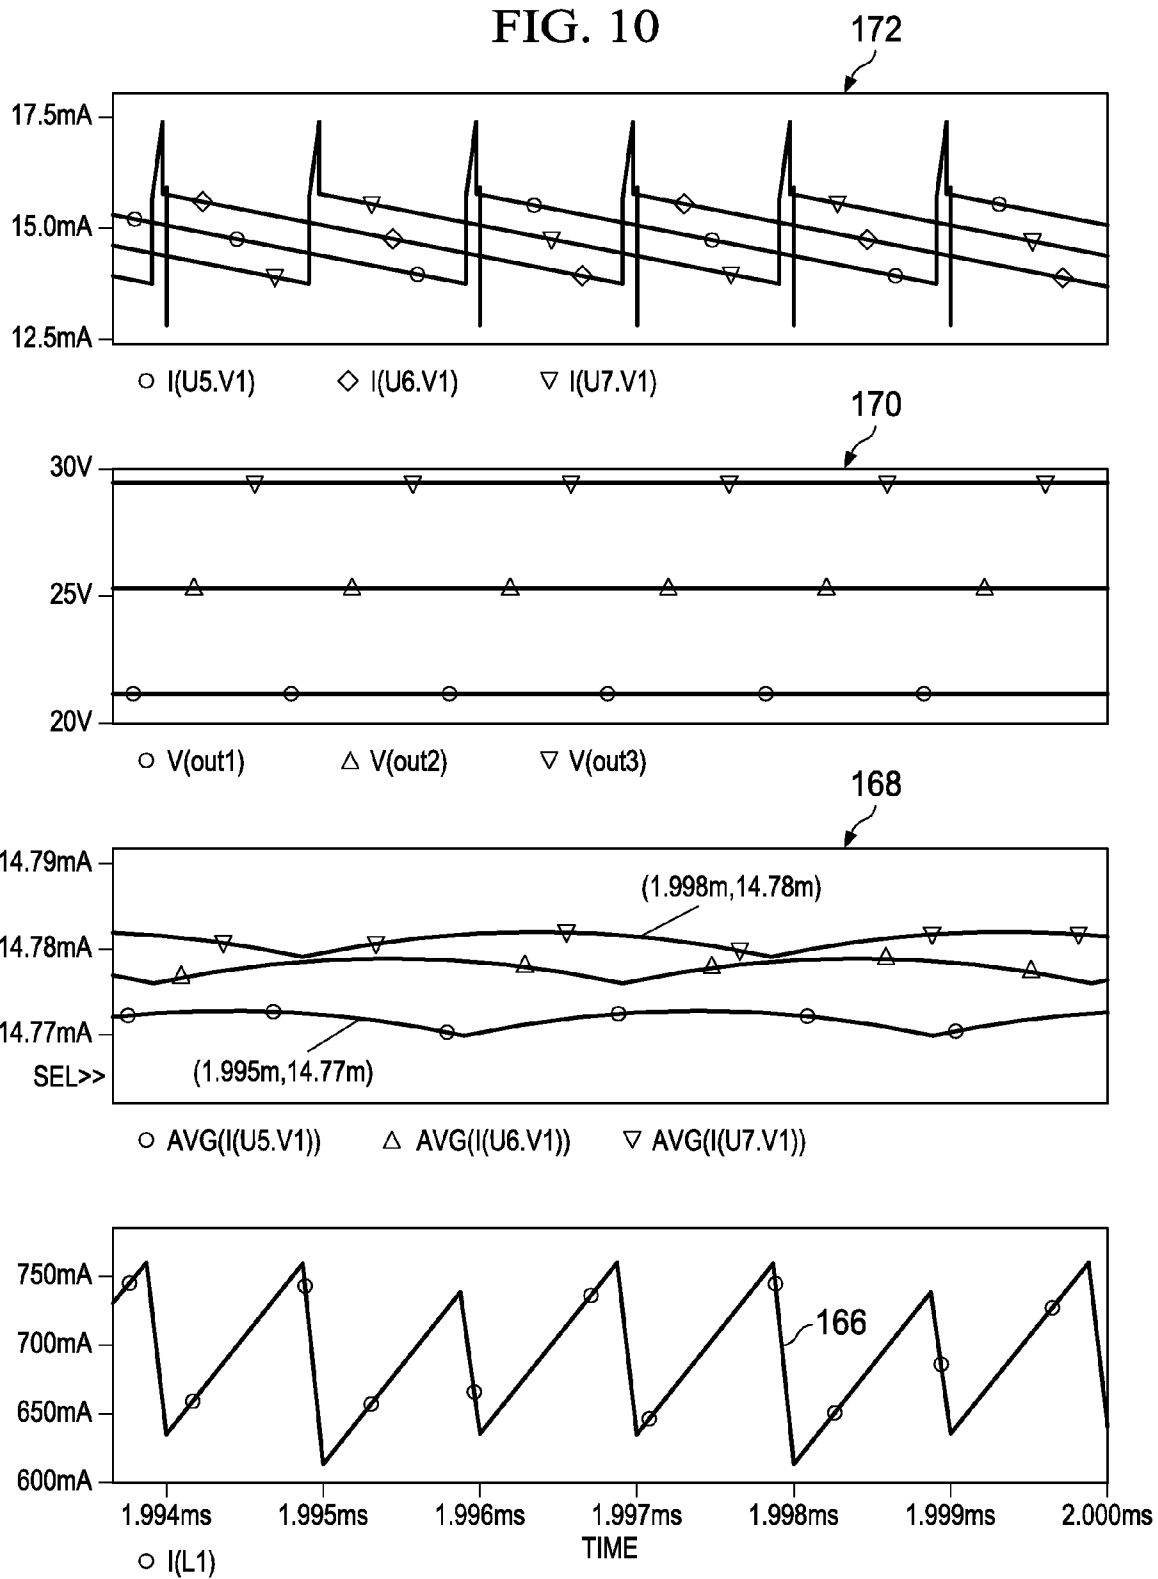 FIG. 10
172
17.5mA
15.0mA
12.5mA
I(U5.V1) I(U6.V1) I(U7.V1)
170
30V
25V
20V
V(out1) V(out2) V(out3)
168
14.79mA
(1.998m,14.78m)
14.78mA
14.77mA
(1.995m,14.77m)
SEL>>
AVG(I(U5.V1)) AVG(I(U6.V1)) AVG(I(U7.V1))
750mA
166
700mA
650mA
600mA
1.994ms 1.995ms 1.996ms 1.997ms 1.998ms 1.999ms 2.000ms
TIME
I(L1)